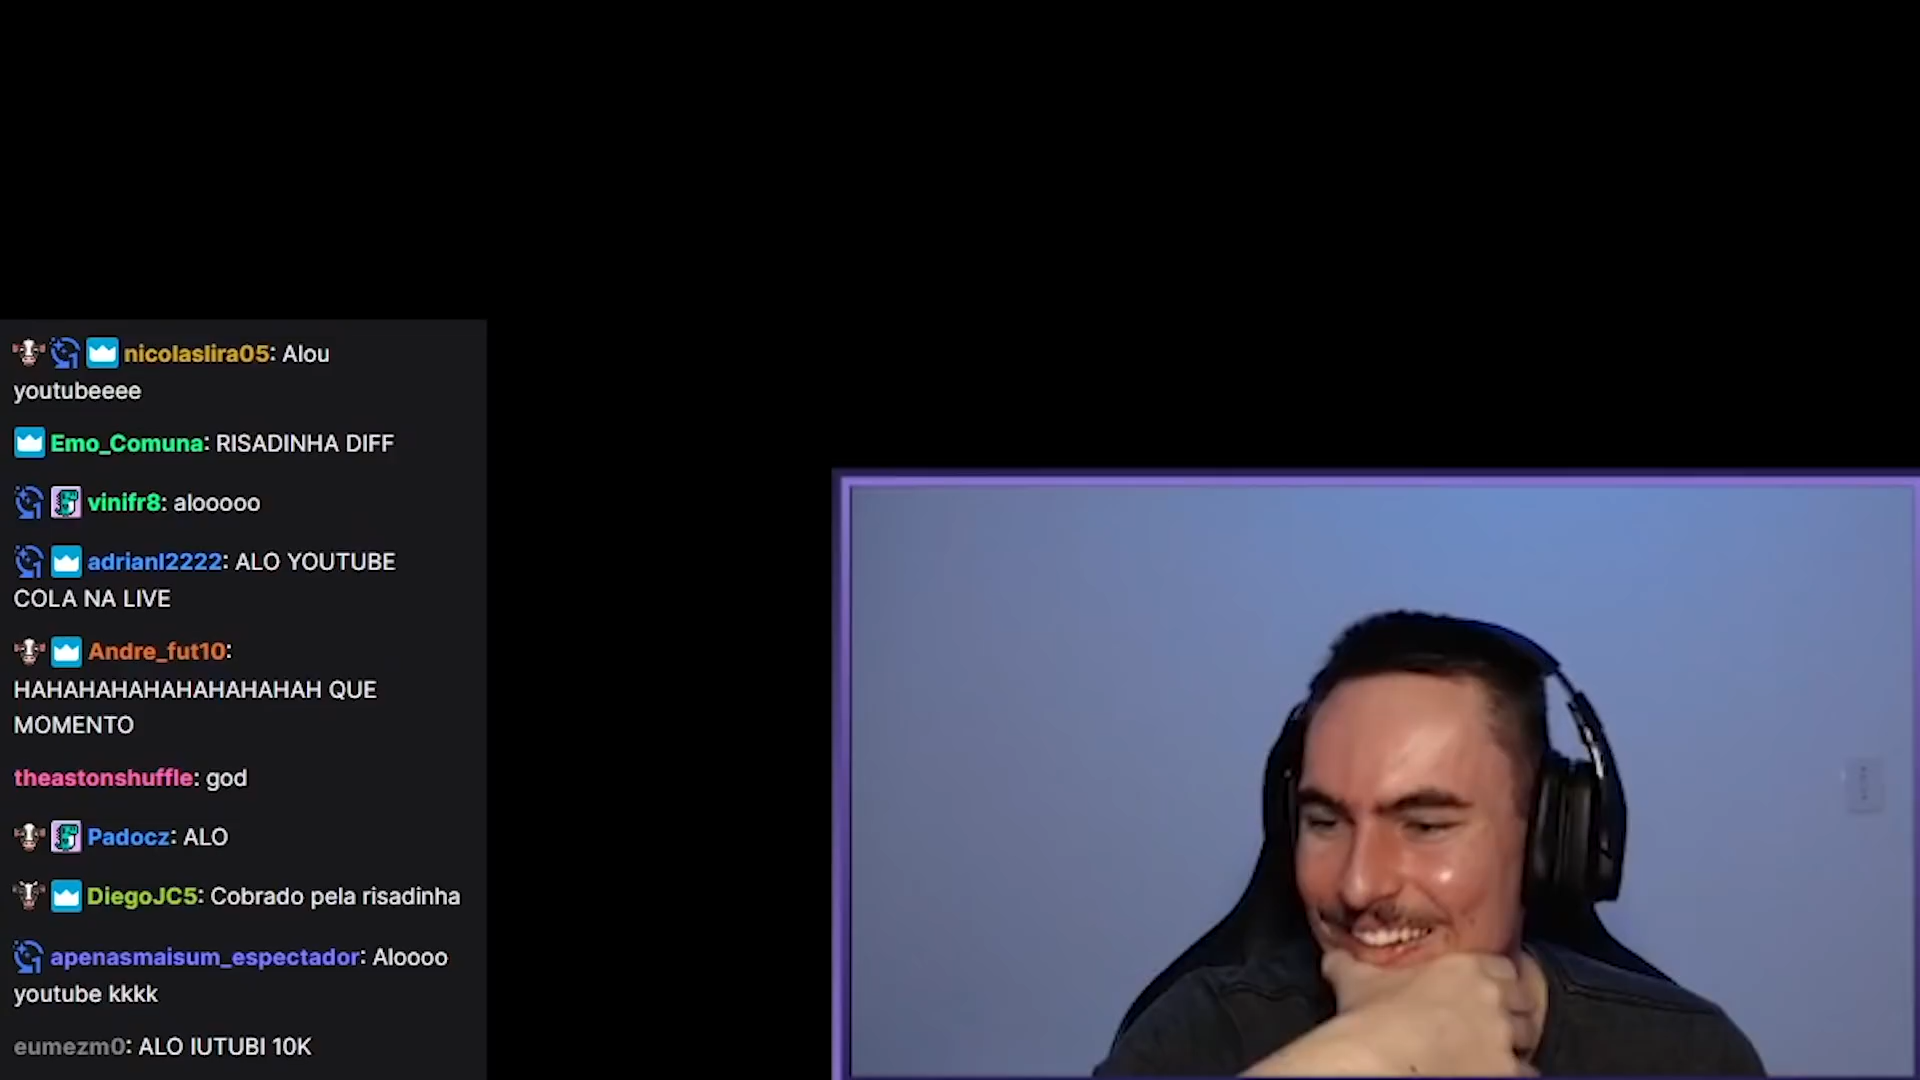 nicolaslira05: Alou
youtubeeee
Emo_Comuna: RISADINHA DIFF
vinifr8: alooooo
adrianl2222: ALO YOUTUBE
COLA NA LIVE
Andre_fut10:
HAHAHAHAHAHAHAHAHAH QUE
MOMENTO
theastonshuffle: god
Padocz: ALO
DiegoJC5: Cobrado pela risadinha
apenasmaisum_espectador: Aloooo
youtube kkkk
eumezm0: ALO IUTUBI 10K